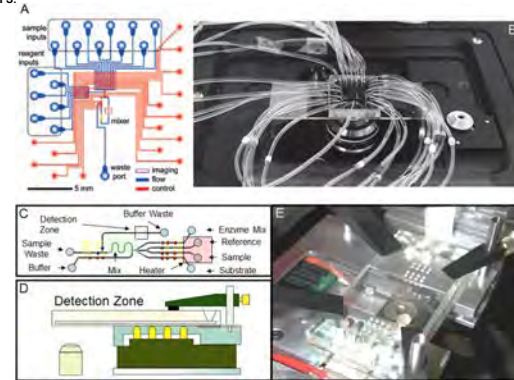 A
sample
inputs
reagent
inputs
mixer
waste
port
imaging
flow
control
5 mm
B
C
Detection
Zone
Buffer Waste
Enzyme Mix
Reference
Sample
Substrate
Sample
Waste
Buffer
Mix
Heater
D
Detection Zone
E